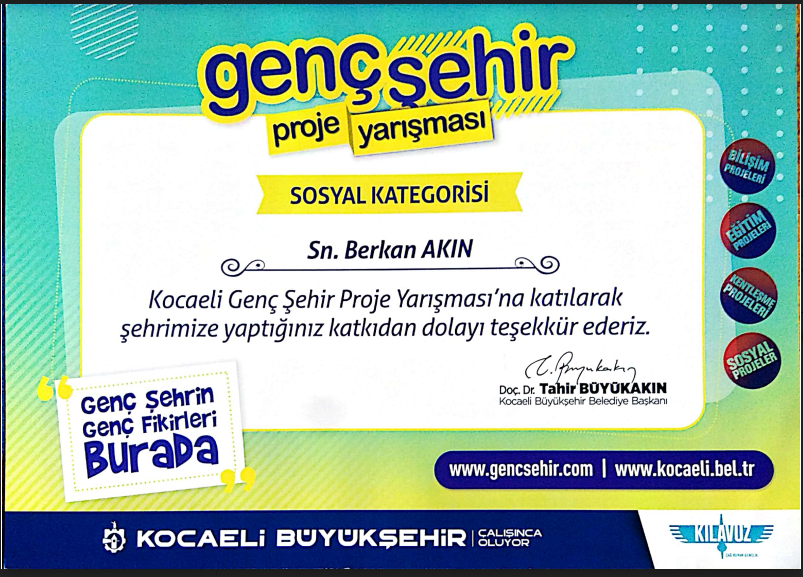 genç şehir
proje yarışması
SOSYAL KATEGORİSİ
Sn. Berkan AKIN
Kocaeli Genç Şehir Proje Yarışması'na katılarak
şehrimize yaptığınız katkıdan dolayı teşekkür ederiz.
Doç. Dr. Tahir BÜYÜKAKIN
Kocaeli Büyükşehir Belediye Başkanı
BİLİŞİM
PROJELERİ
EĞİTİM
PROJELERİ
KENTLEŞME
PROJELERİ
SOSYAL
PROJELER
Genç Şehrin
Genç Fikirleri
Burada
www.gencsehir.com | www.kocaeli.bel.tr
KOCAELİ BÜYÜKŞEHİR | ÇALIŞINCA
OLUYOR
KILAVUZ